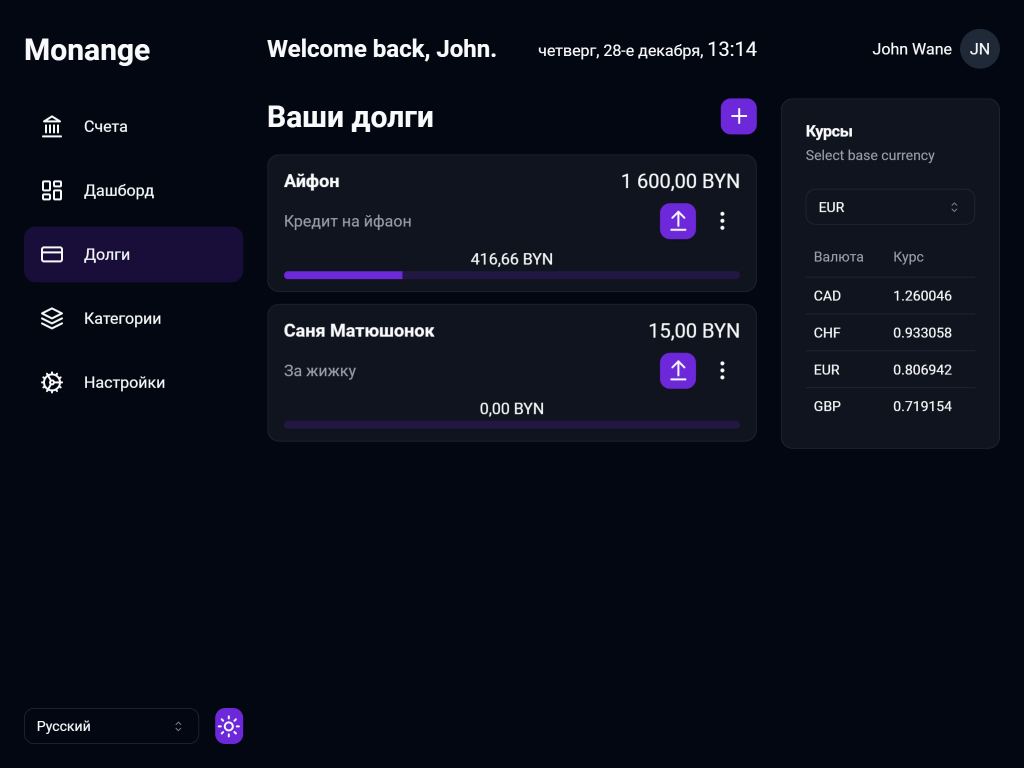 Monange
Welcome back, John.
четверг, 28-е декабря, 13:14
John Wane
JN
Счета
Дашборд
Долги
Категории
Настройки
Ваши долги
Айфон
1 600,00 BYN
Кредит на йфаон
416,66 BYN
Саня Матюшонок
15,00 BYN
За жижку
0,00 BYN
Курсы
Select base currency
EUR
Валюта Курс
CAD 1.260046
CHF 0.933058
EUR 0.806942
GBP 0.719154
Русский